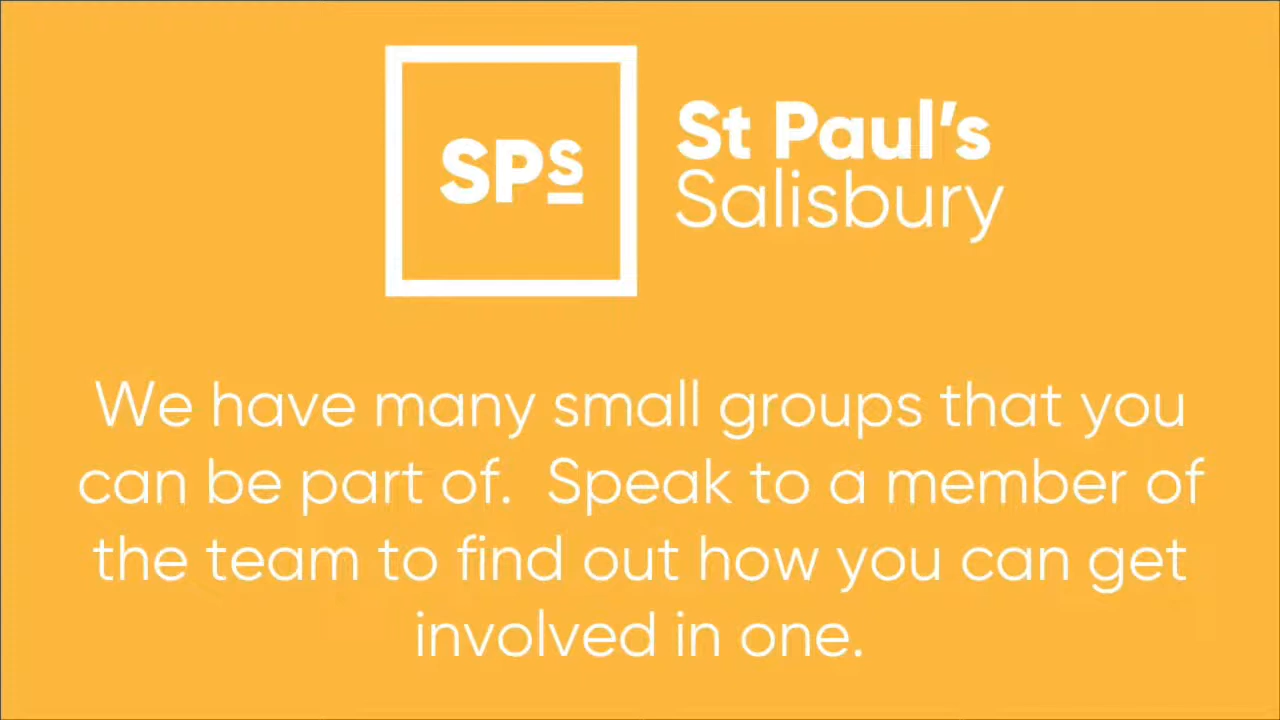 SPs
St Paul's
Salisbury
We have many small groups that you
can be part of.  Speak to a member of
the team to find out how you can get
involved in one.